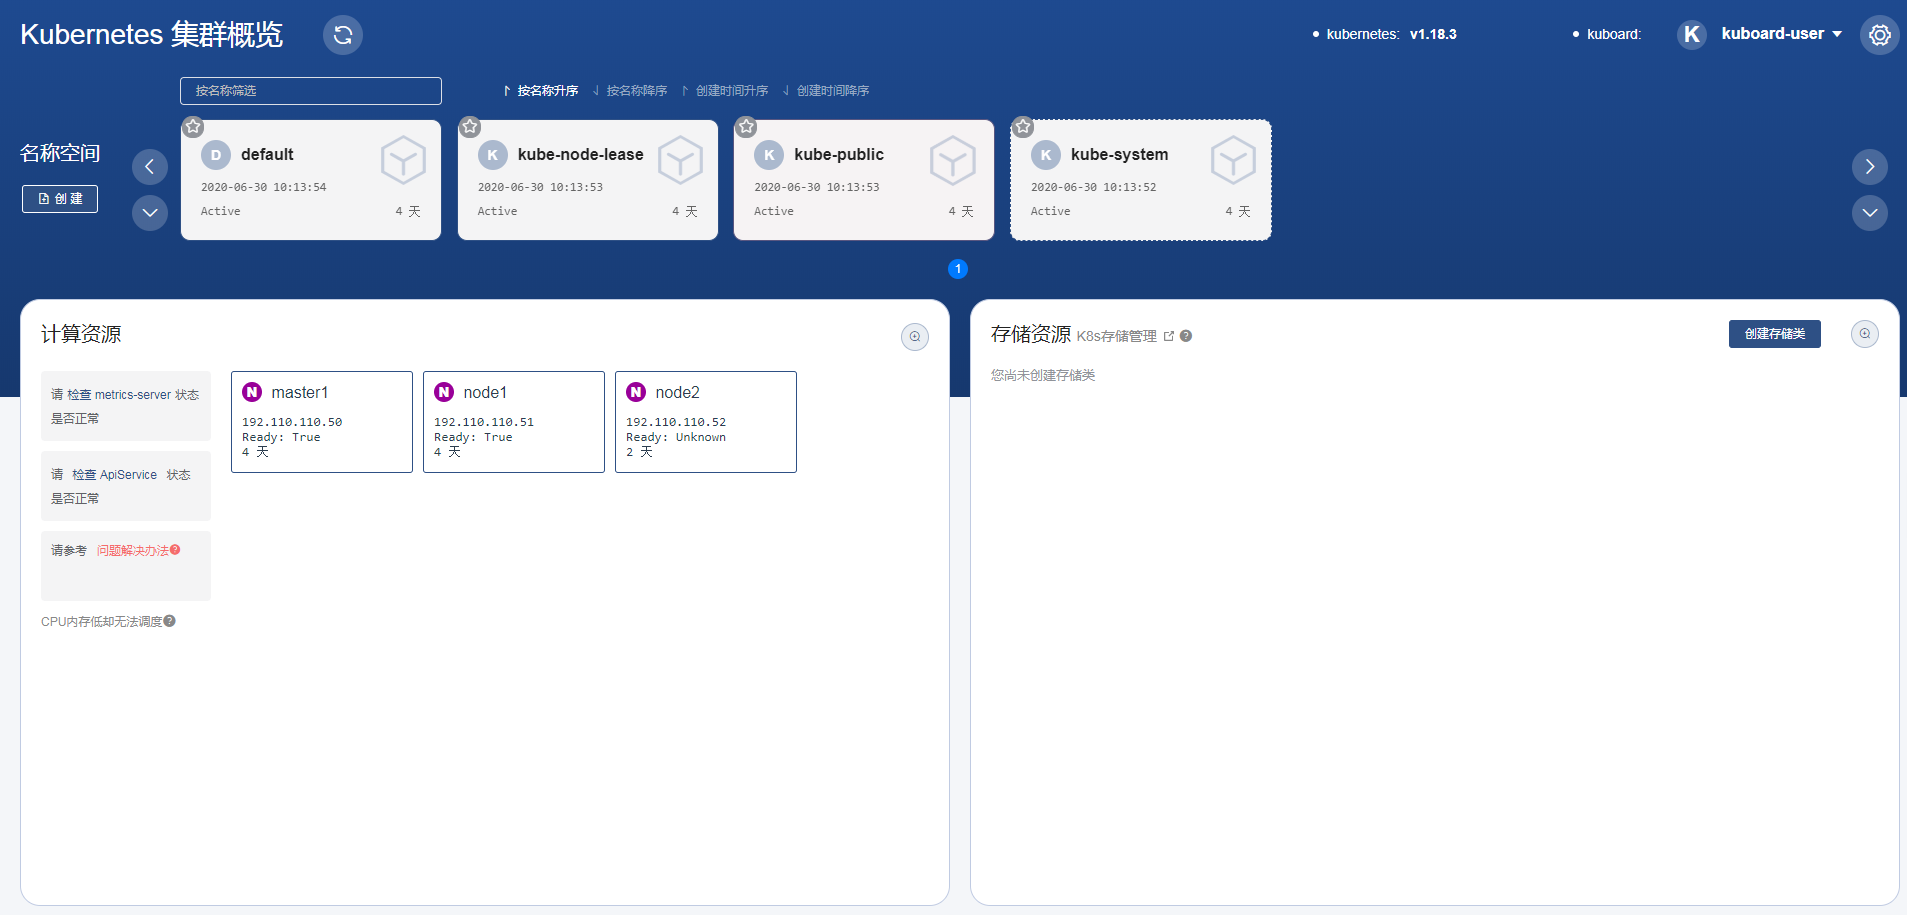 Kubernetes 集群概览
kubernetes: v1.18.3
kuboard:
K kuboard-user
按名称筛选
按名称升序 按名称降序 创建时间升序 创建时间降序
名称空间
创 建
D default
2020-06-30 10:13:54
Active 4 天
K kube-node-lease
2020-06-30 10:13:53
Active 4 天
K kube-public
2020-06-30 10:13:53
Active 4 天
K kube-system
2020-06-30 10:13:52
Active 4 天
1
计算资源
请 检查 metrics-server 状态
是否正常
请 检查 ApiService 状态
是否正常
请参考 问题解决办法?
CPU内存低却无法调度?
N master1
192.110.110.50
Ready: True
4 天
N node1
192.110.110.51
Ready: True
4 天
N node2
192.110.110.52
Ready: Unknown
2 天
存储资源 K8s存储管理 ?
创建存储类
您尚未创建存储类